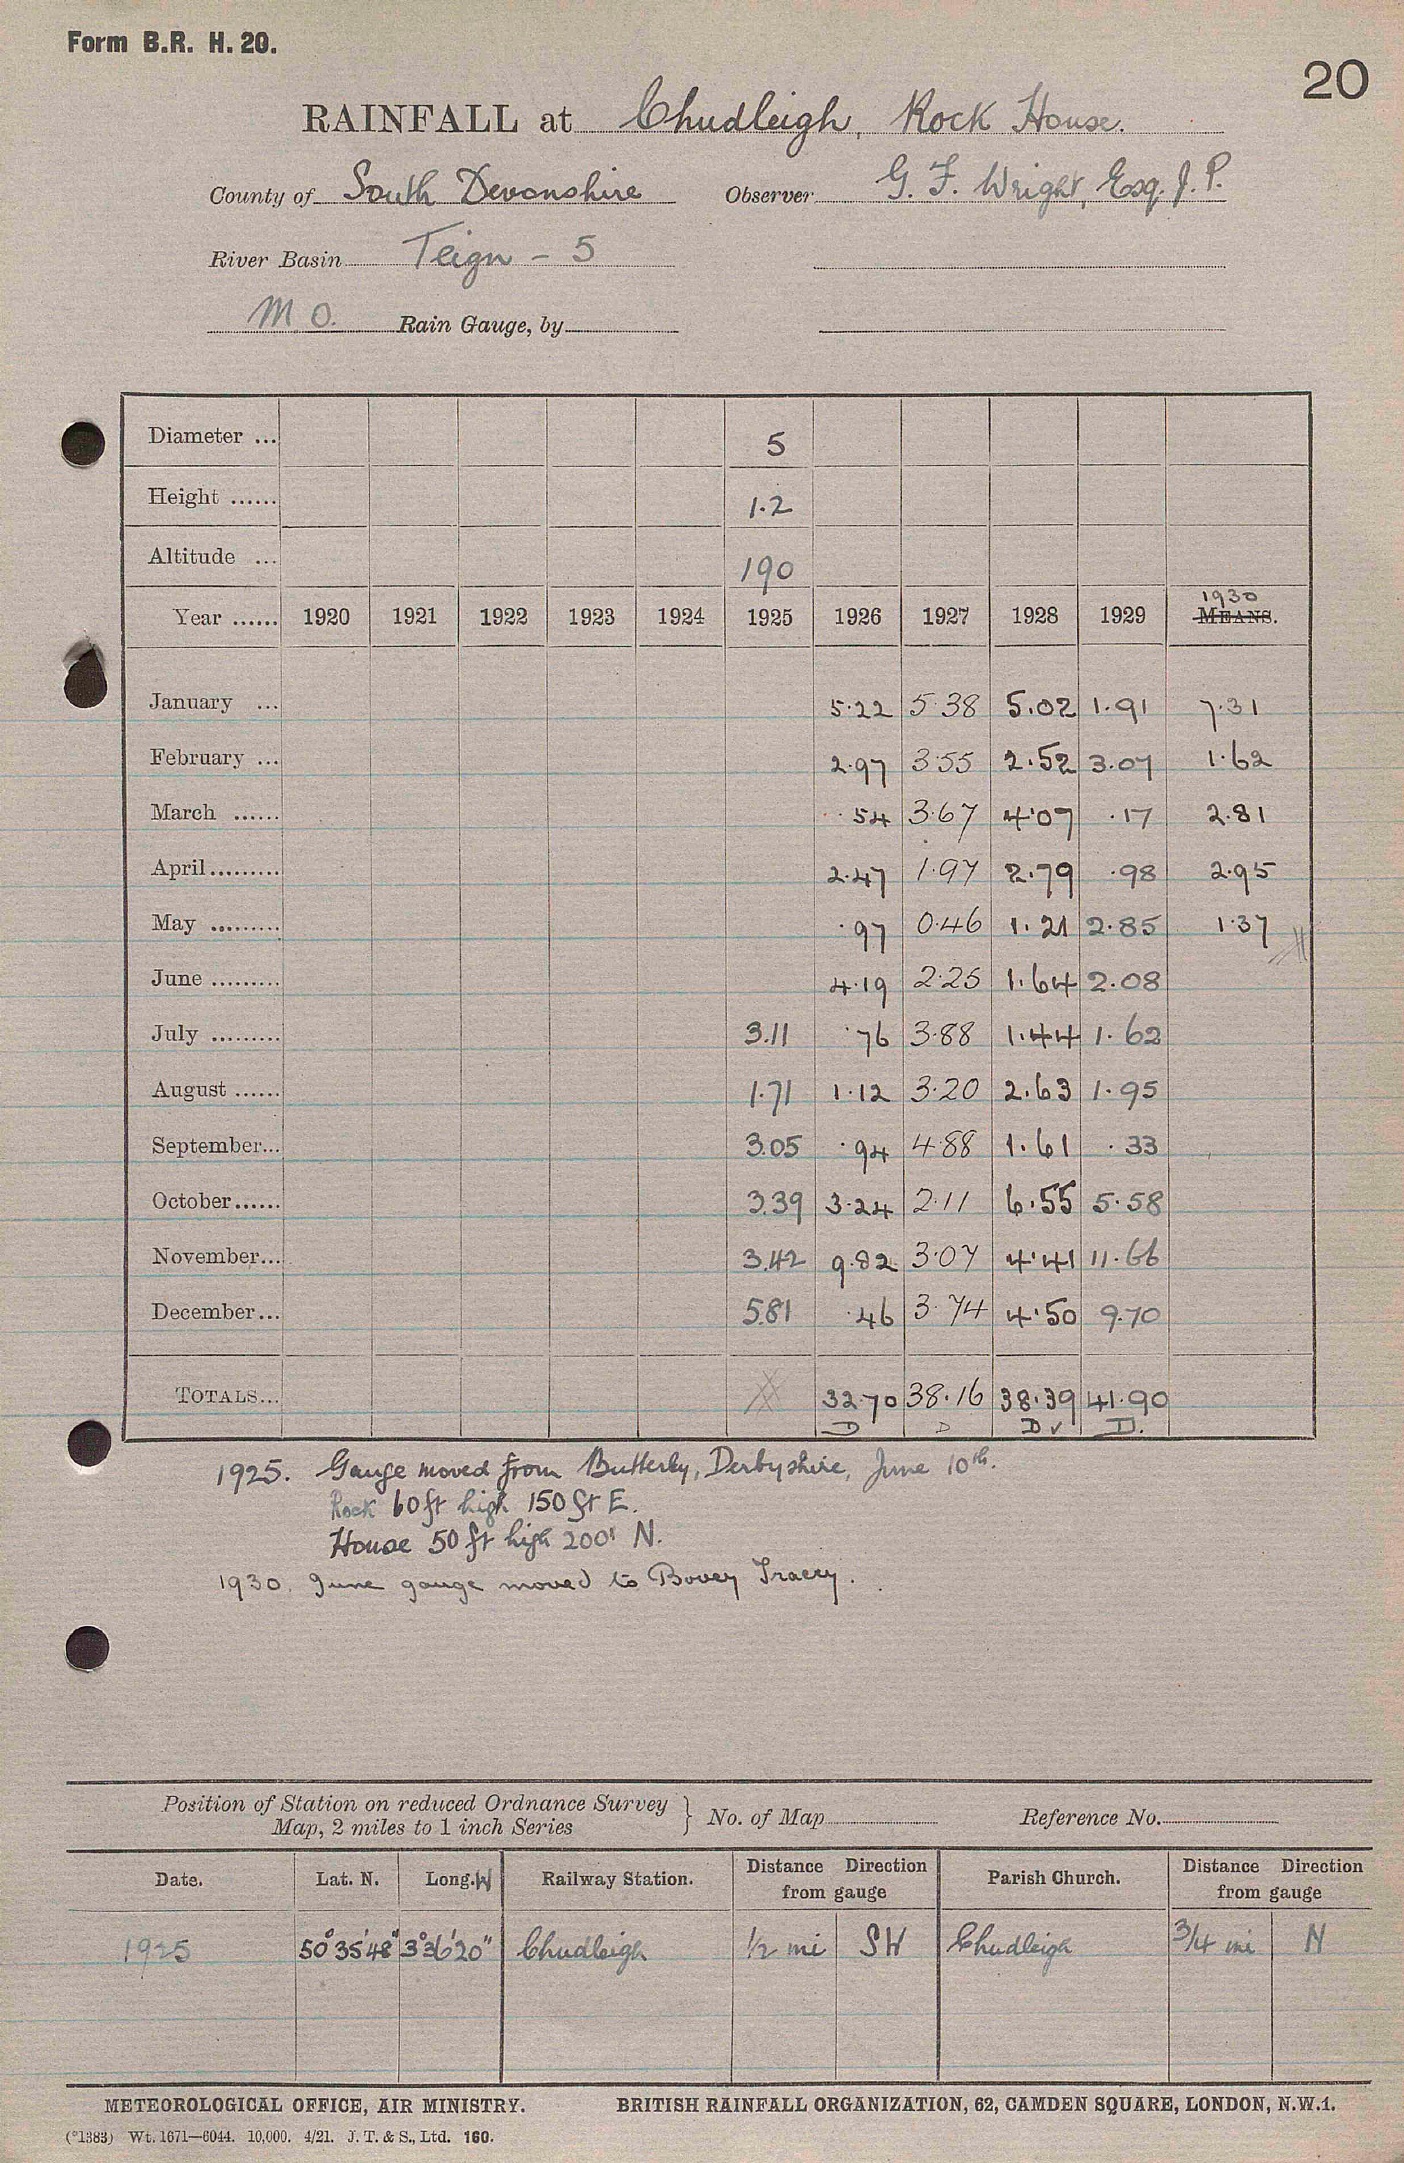 Form B.R. H. 20.
20
RAINFALL at Chudleigh, Rock House.
County of South Devonshire Observer G. F. Wright, Esq. J. P.
River Basin Teign - 5
M. O. Rain Gauge, by
Diameter ... 5
Height ...... 1.2
Altitude ... 190
1930
Year ...... 1920 1921 1922 1923 1924 1925 1926 1927 1928 1929 MEANS.
January ... 5.22 5.38 5.02 1.91 7.31
February ... 2.97 3.55 2.52 3.07 1.62
March ...... .54 3.67 4.07 .17 2.81
April......... 2.47 1.97 2.79 .98 2.95
May ......... .97 0.46 1.21 2.85 1.37
June ......... 4.19 2.25 1.64 2.08
July ......... 3.11 .76 3.88 1.44 1.62
August ...... 1.71 1.12 3.20 2.63 1.95
September... 3.05 .94 4.88 1.61 .33
October...... 3.39 3.24 2.11 6.55 5.58
November... 3.42 9.82 3.07 4.41 11.66
December... 5.81 .46 3.74 4.50 9.70
TOTALS... 32.70 38.16 38.39 41.90
D D D ✓ D.
1925. Gauge moved from Butterley, Derbyshire, June 10th.
Rock 60 ft high 150 ft E.
House 50 ft high 200' N.
1930. June gauge moved to Bovey Tracey.
Position of Station on reduced Ordnance Survey
Map, 2 miles to 1 inch Series } No. of Map Reference No.
Date. Lat. N. Long. W Railway Station. Distance Direction from gauge Parish Church. Distance Direction from gauge
1925 50° 35' 48" 3° 36' 20" Chudleigh ½ mi SW Chudleigh ¾ mi N
METEOROLOGICAL OFFICE, AIR MINISTRY. BRITISH RAINFALL ORGANIZATION, 62, CAMDEN SQUARE, LONDON, N.W.1.
(*1383) Wt. 1671—6044. 10,000. 4/21. J. T. & S., Ltd. 160.